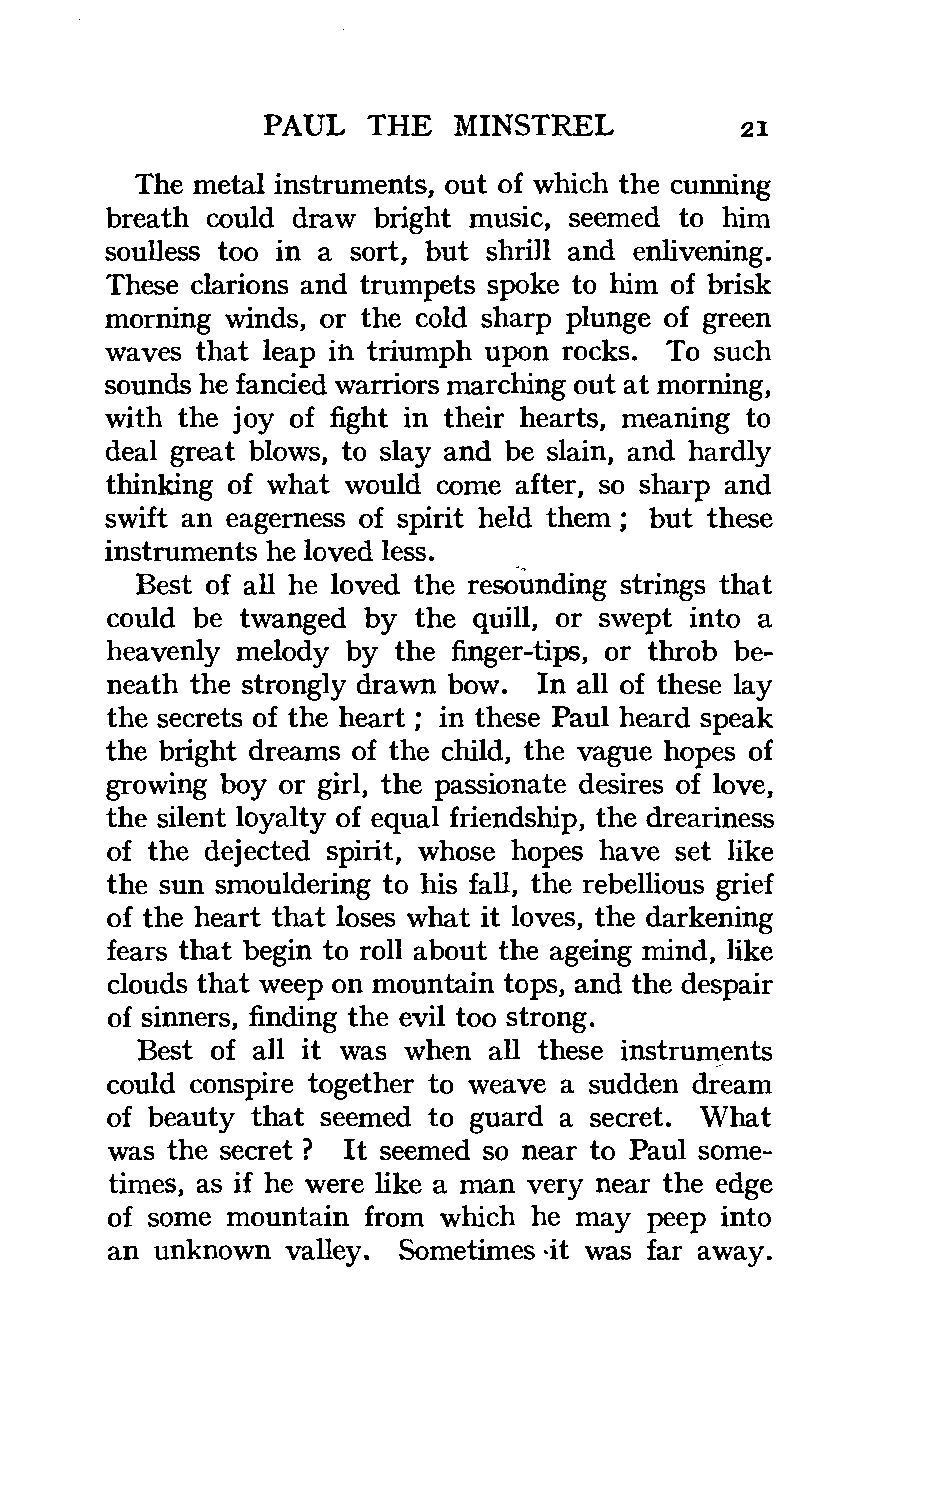 PAUL THE MINSTREL 21
The metal instruments, out of which the cunning
breath could draw bright music, seemed to him
soulless too in a sort, but shrill and enlivening.
These clarions and trumpets spoke to him of brisk
morning winds, or the cold sharp plunge of green
waves that leap in triumph upon rocks. To such
sounds he fancied warriors marching out at morning,
with the joy of fight in their hearts, meaning to
deal great blows, to slay and be slain, and hardly
thinking of what would come after, so sharp and
swift an eagerness of spirit held them ; but these
instruments he loved less.
Best of all he loved the resounding strings that
could be twanged by the quill, or swept into a
heavenly melody by the finger-tips, or throb be-
neath the strongly drawn bow. In all of these lay
the secrets of the heart ; in these Paul heard speak
the bright dreams of the child, the vague hopes of
growing boy or girl, the passionate desires of love,
the silent loyalty of equal friendship, the dreariness
of the dejected spirit, whose hopes have set like
the sun smouldering to his fall, the rebellious grief
of the heart that loses what it loves, the darkening
fears that begin to roll about the ageing mind, like
clouds that weep on mountain tops, and the despair
of sinners, finding the evil too strong.
Best of all it was when all these instruments
could conspire together to weave a sudden dream
of beauty that seemed to guard a secret. What
was the secret ? It seemed so near to Paul some-
times, as if he were like a man very near the edge
of some mountain from which he may peep into
an unknown valley. Sometimes it was far away.